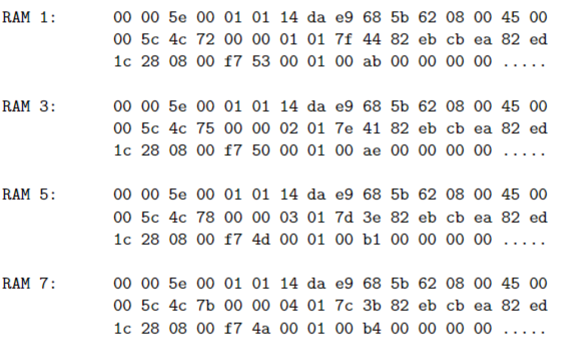 RAM 1: 00 00 5e 00 01 01 14 da e9 68 5b 62 08 00 45 00
00 5c 4c 72 00 00 01 01 7f 44 82 eb cb ea 82 ed
1c 28 08 00 f7 53 00 01 00 ab 00 00 00 00 .....
RAM 3: 00 00 5e 00 01 01 14 da e9 68 5b 62 08 00 45 00
00 5c 4c 75 00 00 02 01 7e 41 82 eb cb ea 82 ed
1c 28 08 00 f7 50 00 01 00 ae 00 00 00 00 .....
RAM 5: 00 00 5e 00 01 01 14 da e9 68 5b 62 08 00 45 00
00 5c 4c 78 00 00 03 01 7d 3e 82 eb cb ea 82 ed
1c 28 08 00 f7 4d 00 01 00 b1 00 00 00 00 .....
RAM 7: 00 00 5e 00 01 01 14 da e9 68 5b 62 08 00 45 00
00 5c 4c 7b 00 00 04 01 7c 3b 82 eb cb ea 82 ed
1c 28 08 00 f7 4a 00 01 00 b4 00 00 00 00 .....